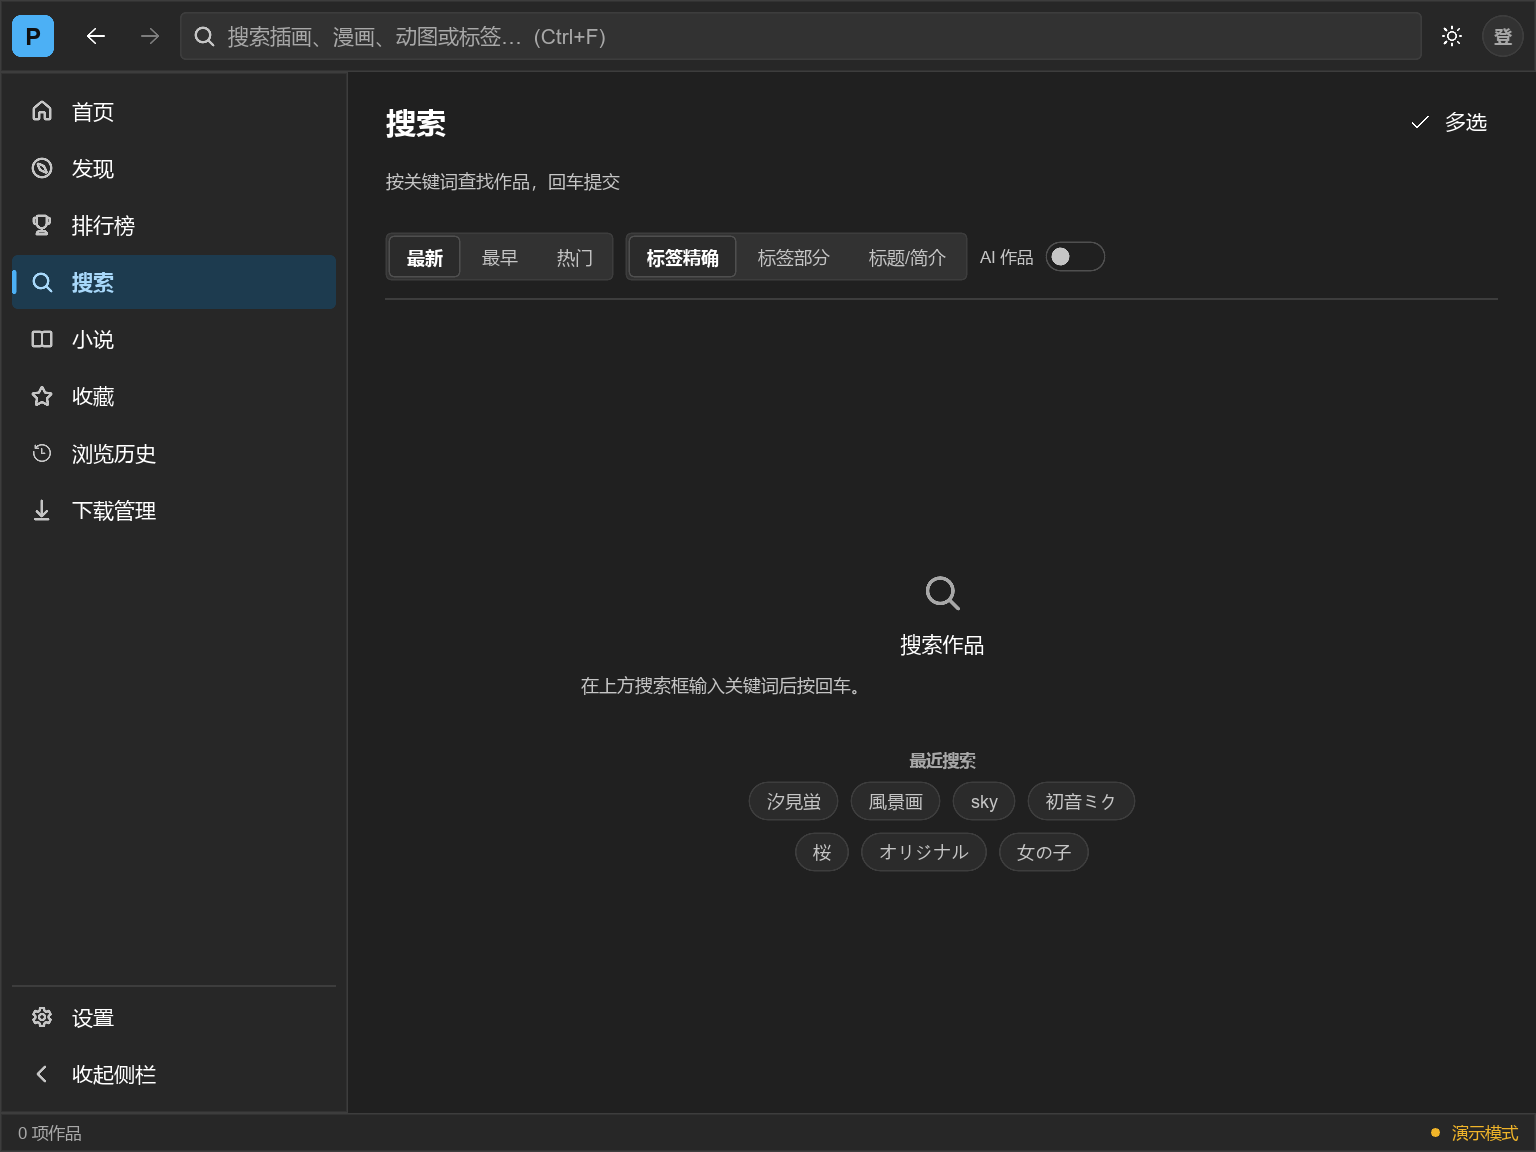 P
搜索插画、漫画、动图或标签... (Ctrl+F)
登
首页
发现
排行榜
搜索
小说
收藏
浏览历史
下载管理
设置
收起侧栏
搜索
多选
按关键词查找作品，回车提交
最新 最早 热门 标签精确 标签部分 标题/简介 AI 作品
搜索作品
在上方搜索框输入关键词后按回车。
最近搜索
汐見蛍 風景画 sky 初音ミク
桜 オリジナル 女の子
0 项作品
演示模式